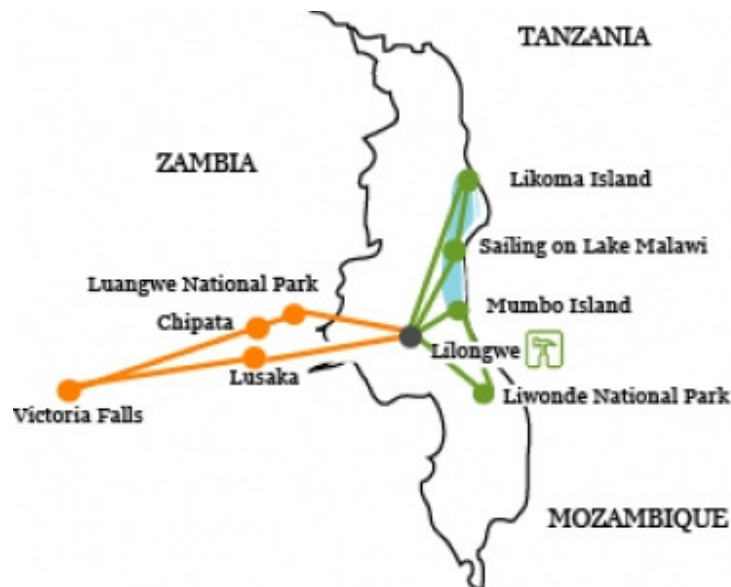 TANZANIA
ZAMBIA
Likoma Island
Sailing on Lake Malawi
Luangwe National Park
Mumbo Island
Chipata
Lilongwe
Lusaka
Liwonde National Park
Victoria Falls
MOZAMBIQUE